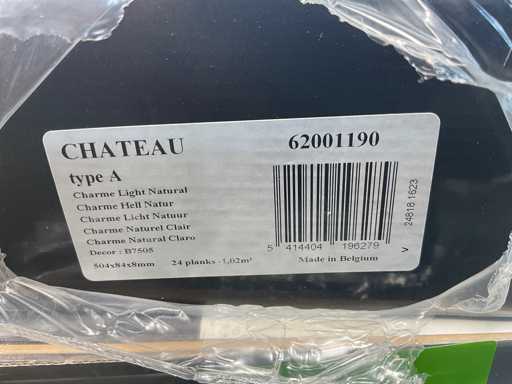 CHATEAU
62001190
type A
Charme Light Natural
Charme Hell Natur
Charme Licht Natuur
Charme Naturel Clair
Charme Natural Claro
Decor : B7505
504x84x8mm
24 planks -1,02m²
5 414404 196279
Made in Belgium
V 24818 1623